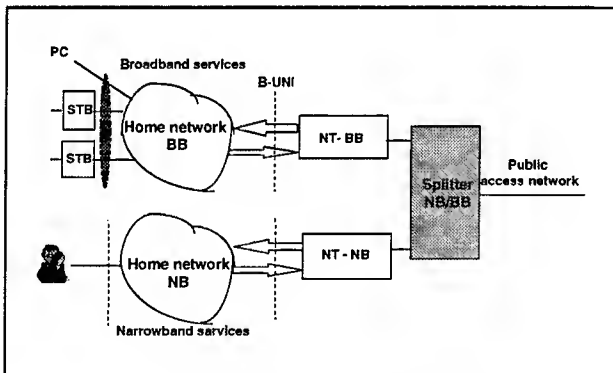 PC
Broadband services
B-UNI
STB
Home network
BB
NT- BB
STB
Splitter
NB/BB
Public
access network
Home network
NB
NT - NB
Narrowband sarvices